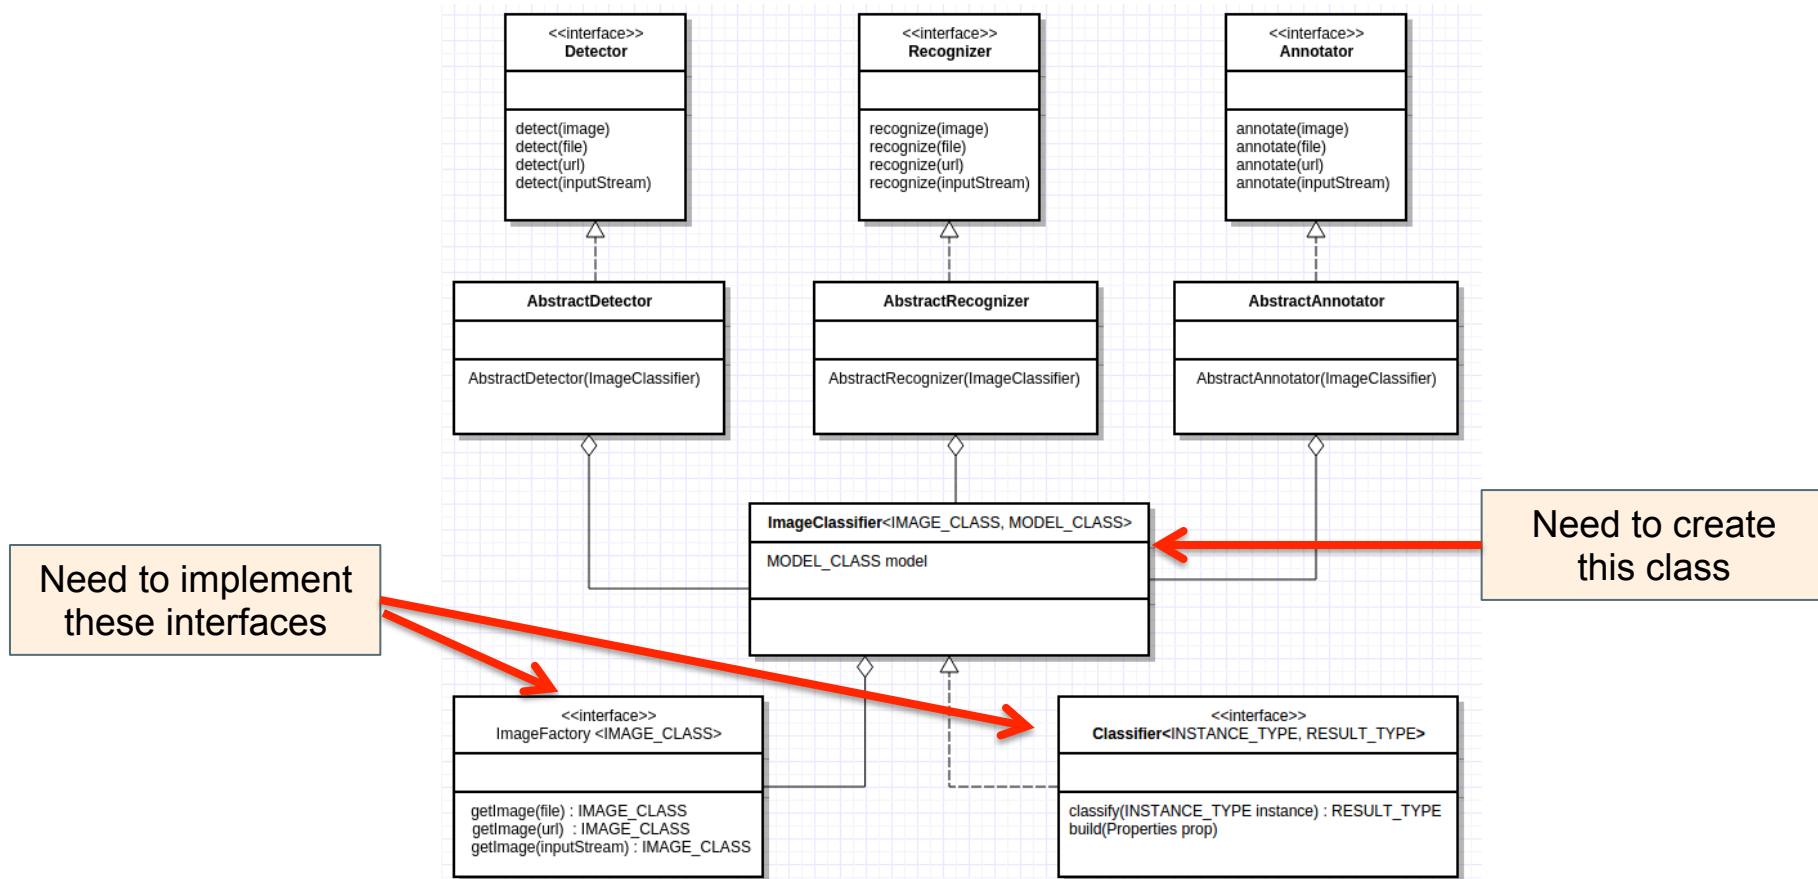 <<interface>>
Detector
detect(image)
detect(file)
detect(url)
detect(inputStream)
<<interface>>
Recognizer
recognize(image)
recognize(file)
recognize(url)
recognize(inputStream)
<<interface>>
Annotator
annotate(image)
annotate(file)
annotate(url)
annotate(inputStream)
AbstractDetector
AbstractDetector(ImageClassifier)
AbstractRecognizer
AbstractRecognizer(ImageClassifier)
AbstractAnnotator
AbstractAnnotator(ImageClassifier)
ImageClassifier<IMAGE_CLASS, MODEL_CLASS>
MODEL_CLASS model
Need to create
this class
Need to implement
these interfaces
<<interface>>
ImageFactory <IMAGE_CLASS>
getImage(file) : IMAGE_CLASS
getImage(url) : IMAGE_CLASS
getImage(inputStream) : IMAGE_CLASS
<<interface>>
Classifier<INSTANCE_TYPE, RESULT_TYPE>
classify(INSTANCE_TYPE instance) : RESULT_TYPE
build(Properties prop)